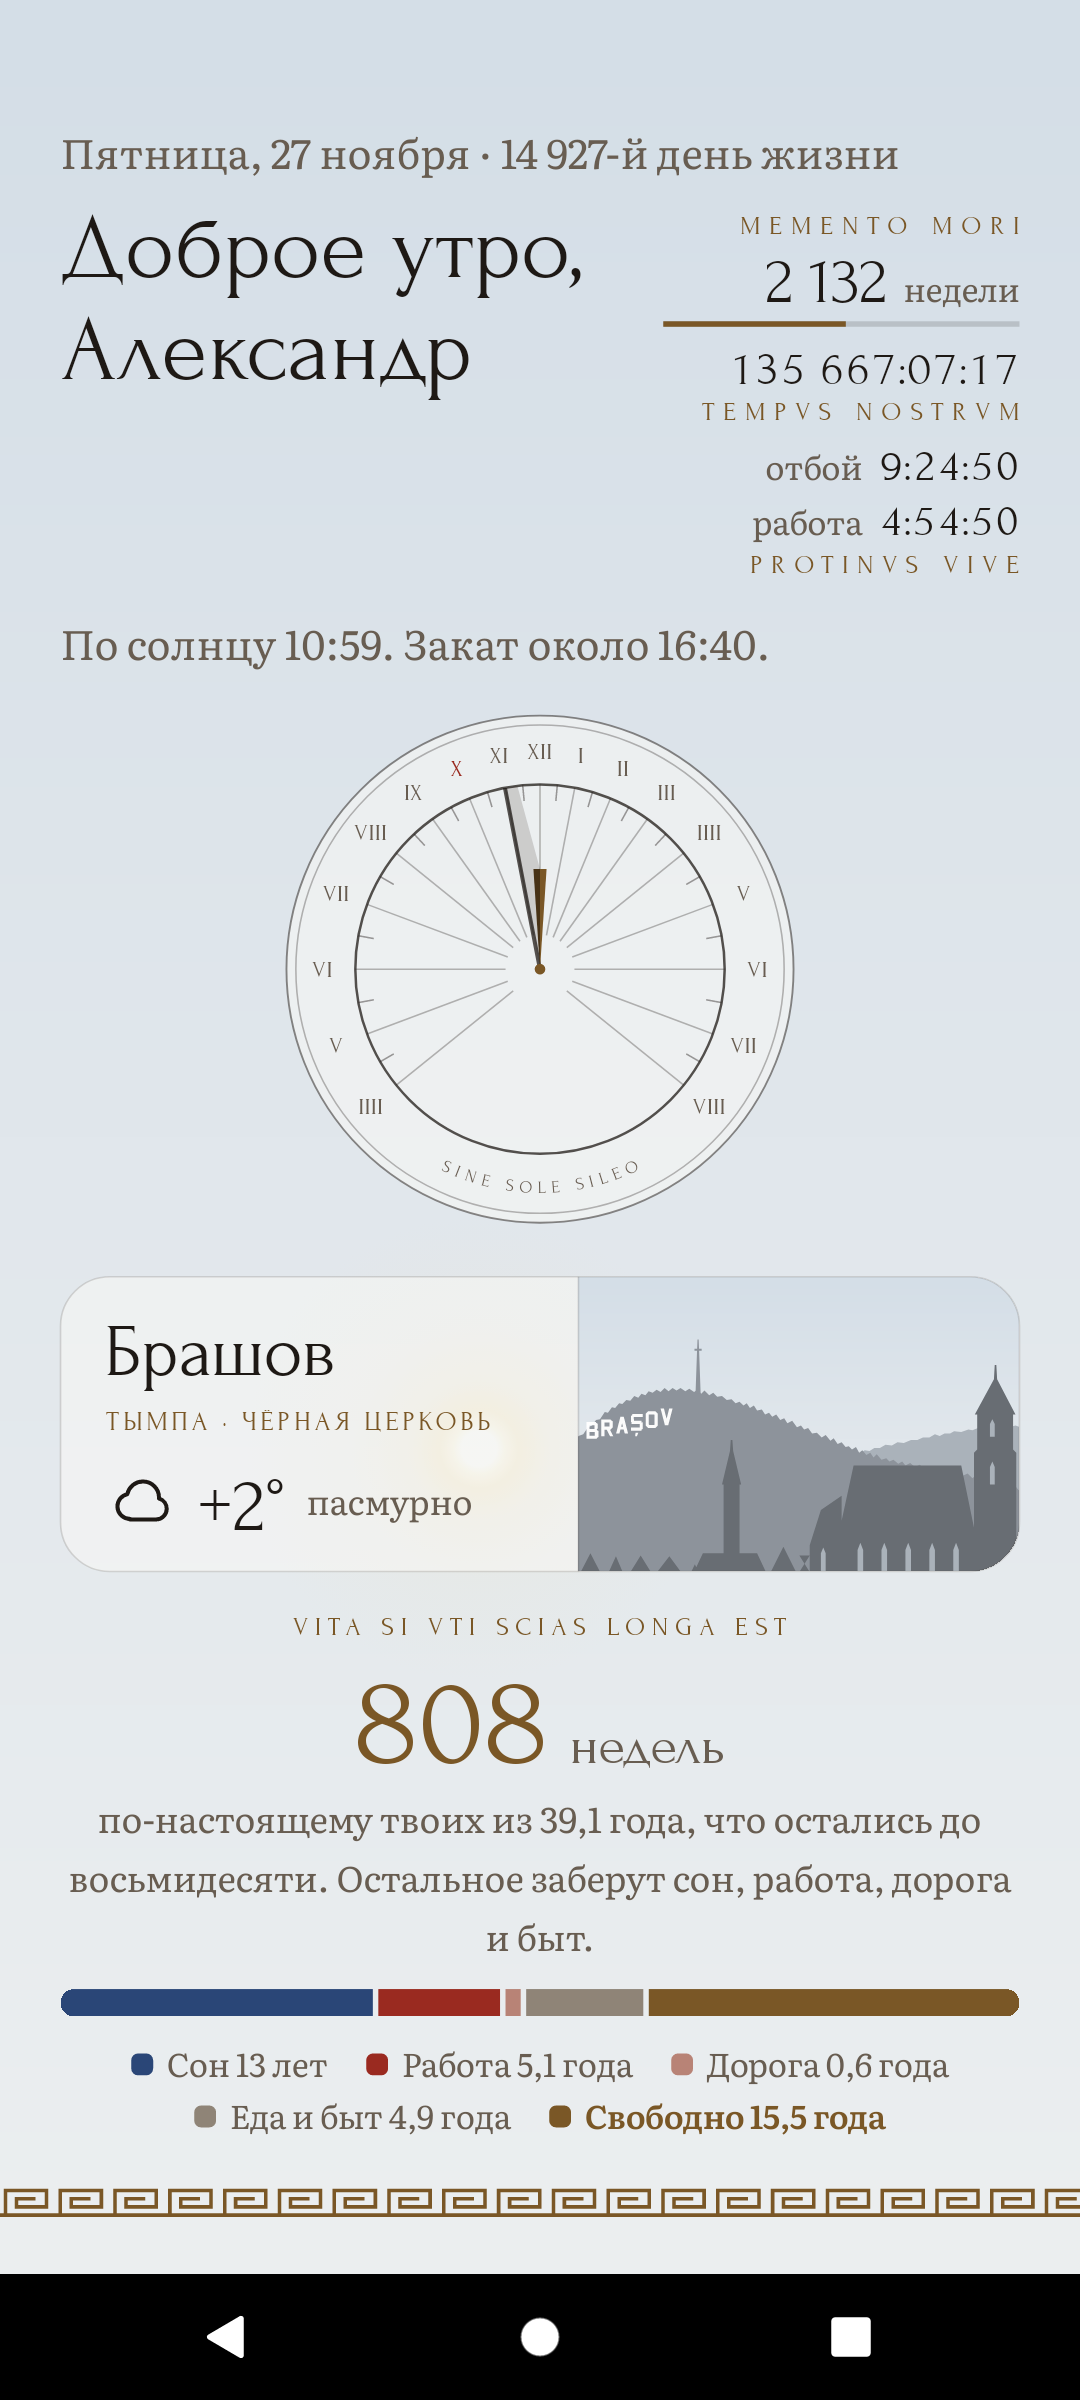 Пятница, 27 ноября · 14 927-й день жизни
Доброе утро,
Александр
MEMENTO MORI
2 132 недели
135 667:07:17
TEMPVS NOSTRVM
отбой 9:24:50
работа 4:54:50
PROTINVS VIVE
По солнцу 10:59. Закат около 16:40.
IIII
V
VI
VII
VIII
IX
X
XI
XII
I
II
III
IIII
V
VI
VII
VIII
SINE SOLE SILEO
Брашов
ТЫМПА · ЧЁРНАЯ ЦЕРКОВЬ
+2° пасмурно
BRAȘOV
VITA SI VTI SCIAS LONGA EST
808 недель
по-настоящему твоих из 39,1 года, что остались до
восьмидесяти. Остальное заберут сон, работа, дорога
и быт.
Сон 13 лет Работа 5,1 года Дорога 0,6 года
Еда и быт 4,9 года Свободно 15,5 года